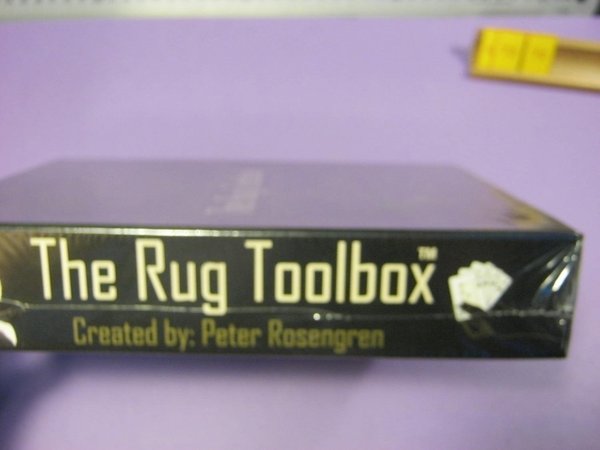 The Rug Toolbox™
Created by: Peter Rosengren